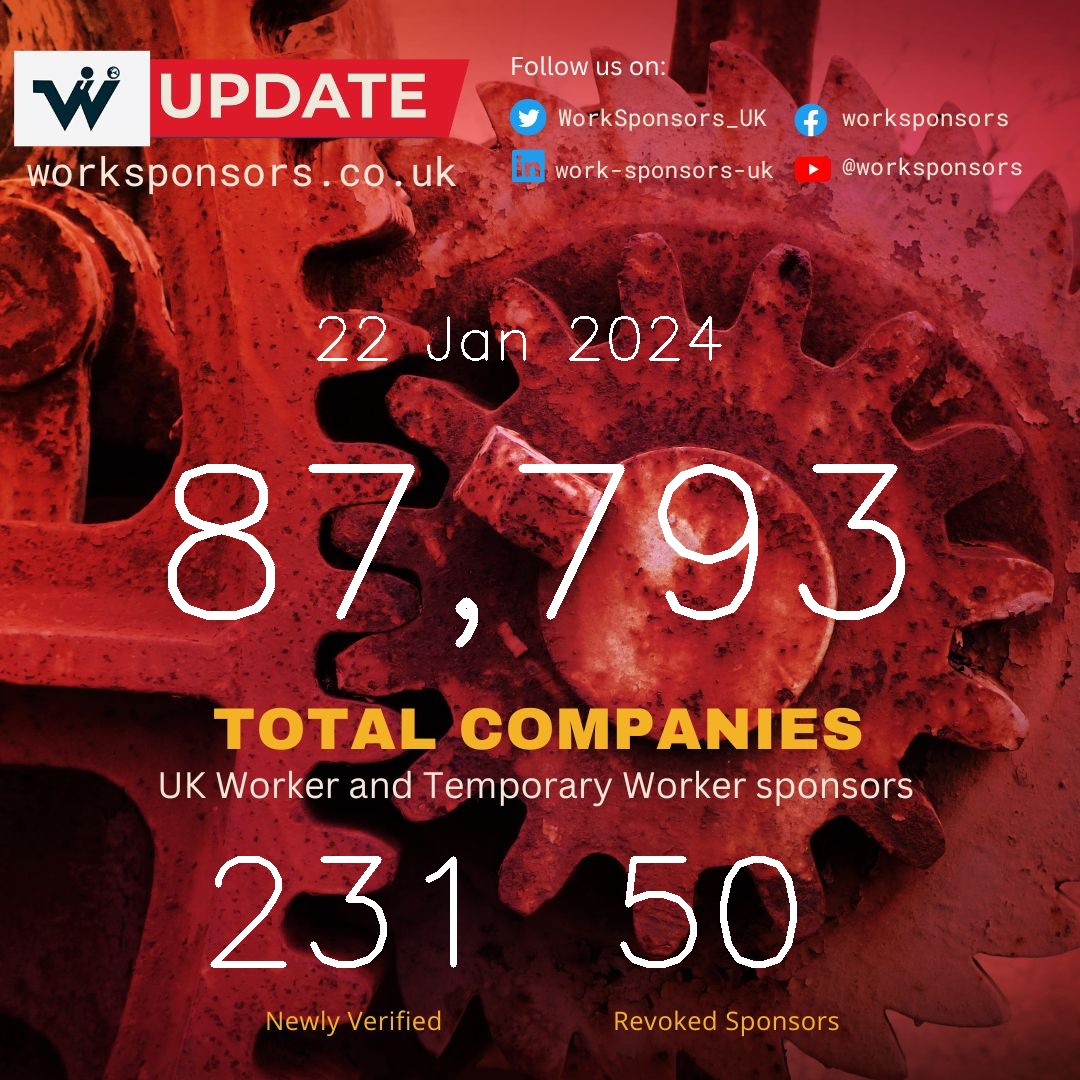 UPDATE
worksponsors.co.uk
Follow us on:
WorkSponsors_UK
worksponsors
work-sponsors-uk
@worksponsors
22 Jan 2024
87,793
TOTAL COMPANIES
UK Worker and Temporary Worker sponsors
231 50
Newly Verified Revoked Sponsors